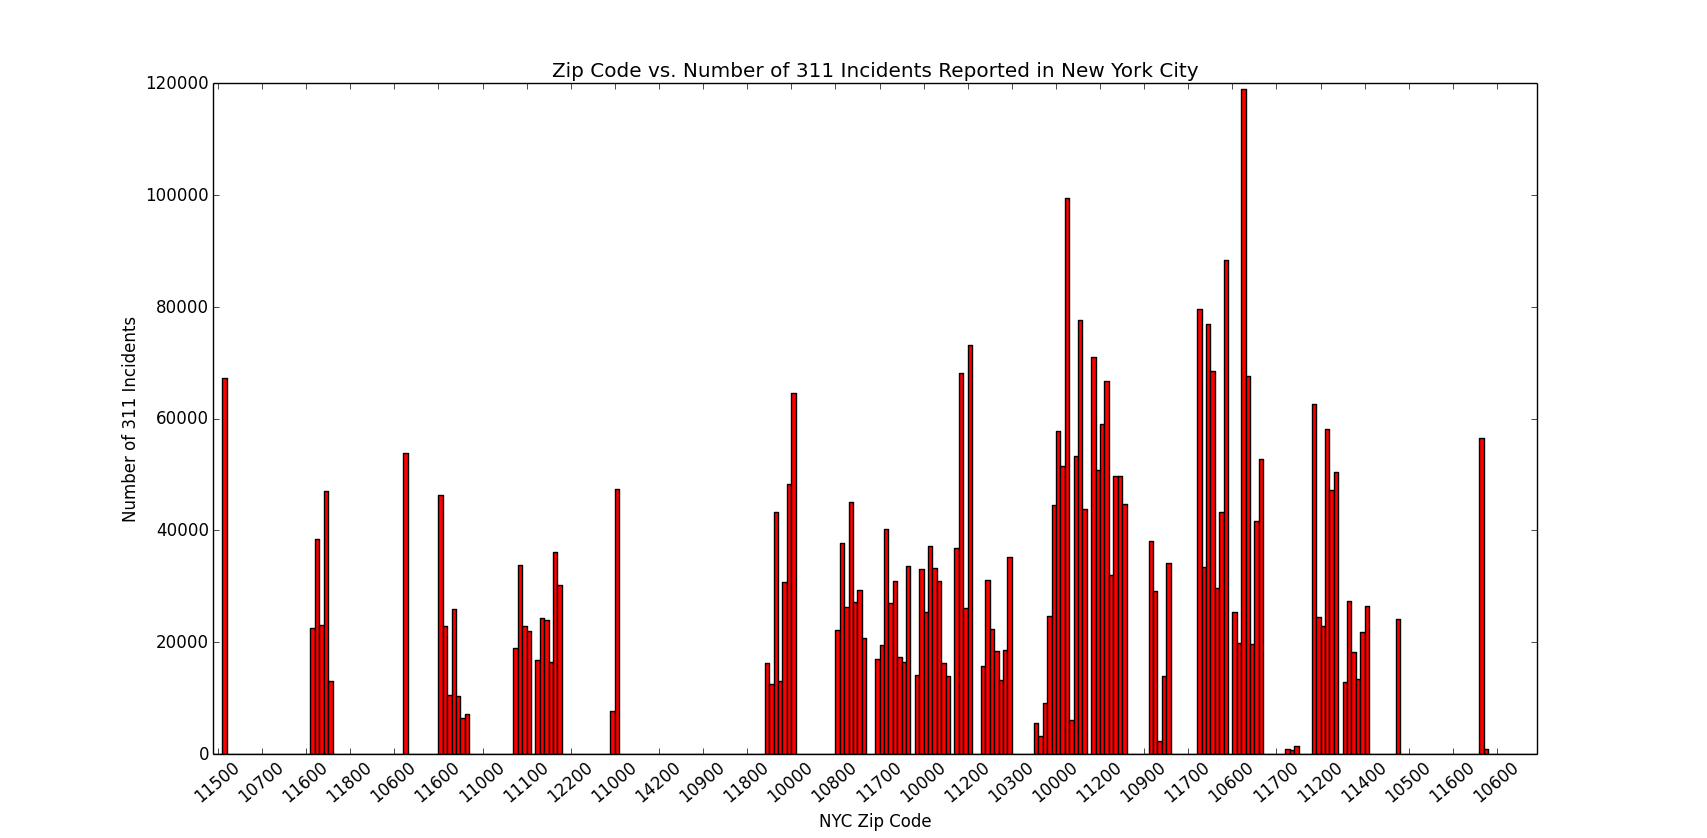 Zip Code vs. Number of 311 Incidents Reported in New York City
120000
100000
80000
60000
40000
20000
0
Number of 311 Incidents
11500 10700 11600 11800 10600 11600 11000 11100 12200 11000 14200 10900 11800 10000 10800 11700 10000 11200 10300 10000 11200 10900 11700 10600 11700 11200 11400 10500 11600 10600
NYC Zip Code